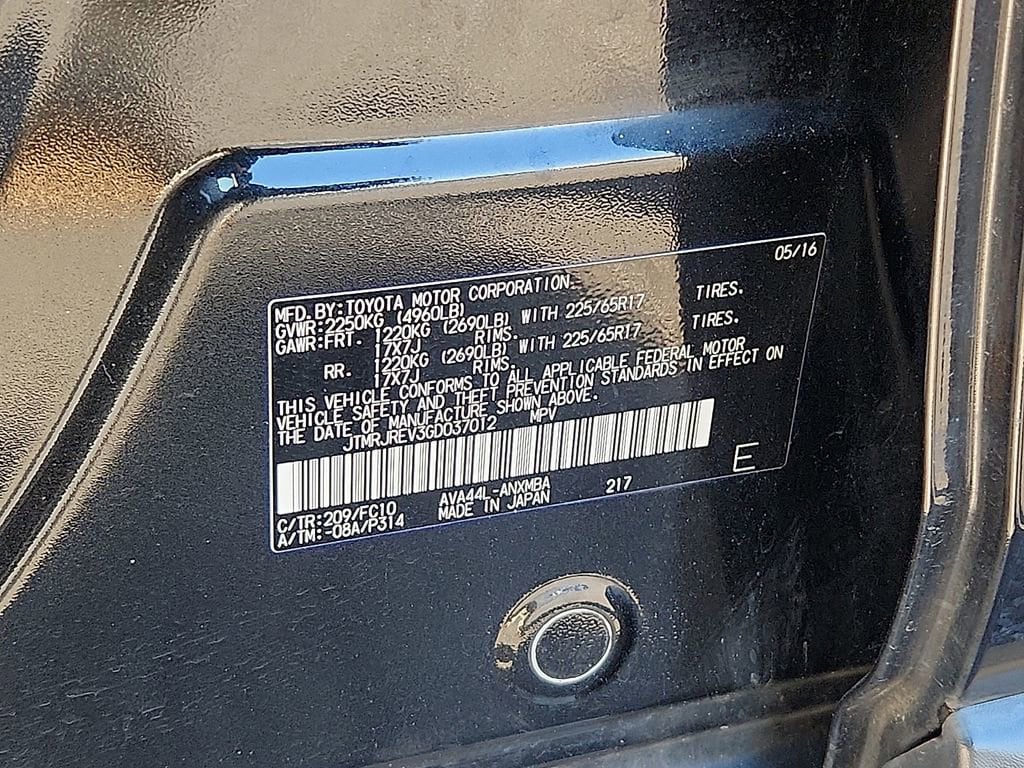 05/16
MFD. BY: TOYOTA MOTOR CORPORATION.
GVWR: 2250KG (4960LB)
GAWR: FRT. 1220KG (2690LB) WITH 225/65R17 TIRES.
17X7J RIMS.
RR. 1220KG (2690LB) WITH 225/65R17 TIRES.
17X7J RIMS.
THIS VEHICLE CONFORMS TO ALL APPLICABLE FEDERAL MOTOR
VEHICLE SAFETY AND THEFT PREVENTION STANDARDS IN EFFECT ON
THE DATE OF MANUFACTURE SHOWN ABOVE.
JTMRJREV3GD037012 MPV
E
C/TR: 209/FC10 AVA44L-ANXMBA 217
A/TM: -08A/P314 MADE IN JAPAN